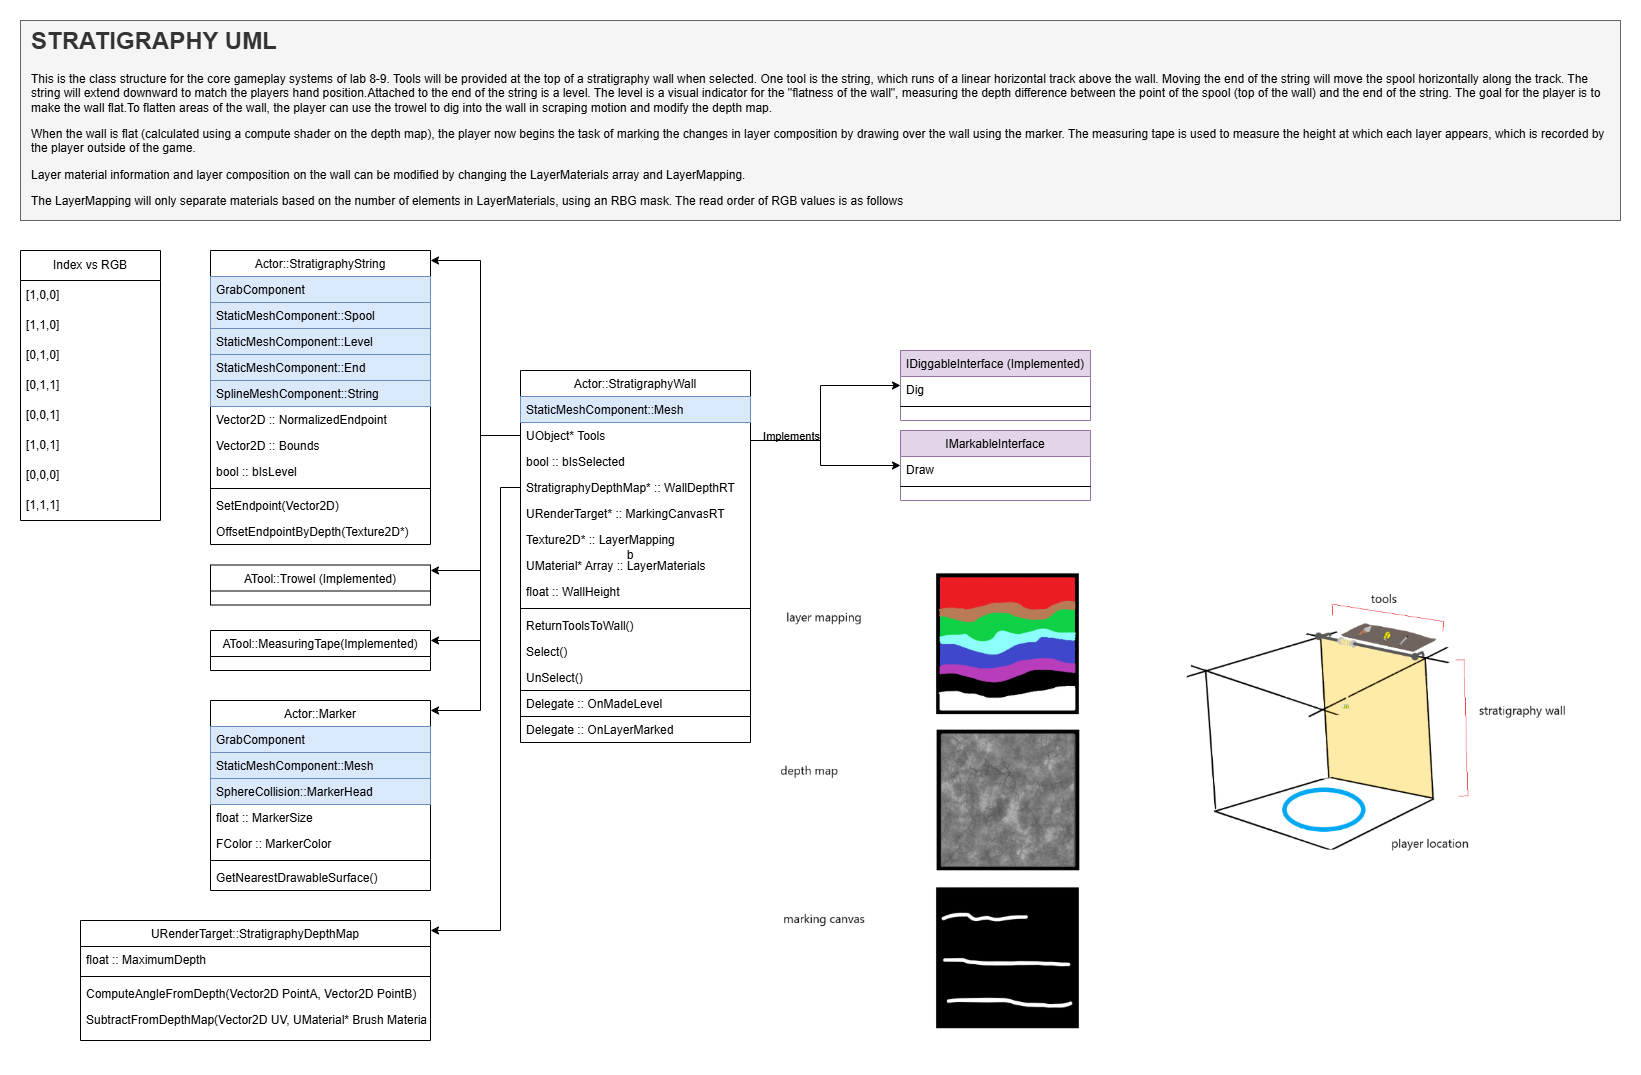 STRATIGRAPHY UML
This is the class structure for the core gameplay systems of lab 8-9. Tools will be provided at the top of a stratigraphy wall when selected. One tool is the string, which runs of a linear horizontal track above the wall. Moving the end of the string will move the spool horizontally along the track. The
string will extend downward to match the players hand position.Attached to the end of the string is a level. The level is a visual indicator for the "flatness of the wall", measuring the depth difference between the point of the spool (top of the wall) and the end of the string. The goal for the player is to
make the wall flat.To flatten areas of the wall, the player can use the trowel to dig into the wall in scraping motion and modify the depth map.
When the wall is flat (calculated using a compute shader on the depth map), the player now begins the task of marking the changes in layer composition by drawing over the wall using the marker. The measuring tape is used to measure the height at which each layer appears, which is recorded by
the player outside of the game.
Layer material information and layer composition on the wall can be modified by changing the LayerMaterials array and LayerMapping.
The LayerMapping will only separate materials based on the number of elements in LayerMaterials, using an RBG mask. The read order of RGB values is as follows
Index vs RGB
[1,0,0]
[1,1,0]
[0,1,0]
[0,1,1]
[0,0,1]
[1,0,1]
[0,0,0]
[1,1,1]
Actor::StratigraphyString
GrabComponent
StaticMeshComponent::Spool
StaticMeshComponent::Level
StaticMeshComponent::End
SplineMeshComponent::String
Vector2D :: NormalizedEndpoint
Vector2D :: Bounds
bool :: bIsLevel
SetEndpoint(Vector2D)
OffsetEndpointByDepth(Texture2D*)
ATool::Trowel (Implemented)
ATool::MeasuringTape(Implemented)
Actor::Marker
GrabComponent
StaticMeshComponent::Mesh
SphereCollision::MarkerHead
float :: MarkerSize
FColor :: MarkerColor
GetNearestDrawableSurface()
URenderTarget::StratigraphyDepthMap
float :: MaximumDepth
ComputeAngleFromDepth(Vector2D PointA, Vector2D PointB)
SubtractFromDepthMap(Vector2D UV, UMaterial* Brush Materia
Actor::StratigraphyWall
StaticMeshComponent::Mesh
UObject* Tools
bool :: bIsSelected
StratigraphyDepthMap* :: WallDepthRT
URenderTarget* :: MarkingCanvasRT
Texture2D* :: LayerMapping
b
UMaterial* Array :: LayerMaterials
float :: WallHeight
ReturnToolsToWall()
Select()
UnSelect()
Delegate :: OnMadeLevel
Delegate :: OnLayerMarked
Implements
IDiggableInterface (Implemented)
Dig
IMarkableInterface
Draw
layer mapping
depth map
marking canvas
tools
stratigraphy wall
player location